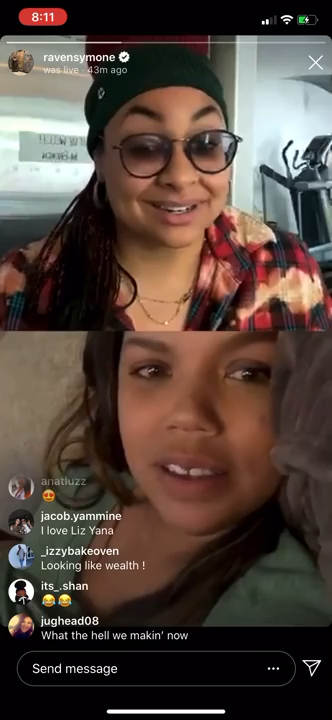 8:11
ravensymone
was live · 43m ago
anatluzz
😍
jacob.yammine
I love Liz Yana
_izzybakeoven
Looking like wealth !
its_.shan
😂😂
jughead08
What the hell we makin' now
Send message